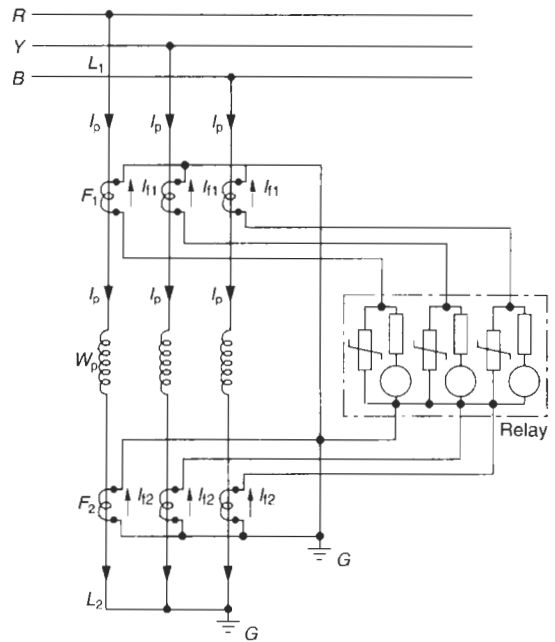 R
Y
L1
B
Ip Ip Ip
F1 If1 If1 If1
Ip Ip Ip
Wp
Relay
F2 If2 If2 If2
G
L2
G